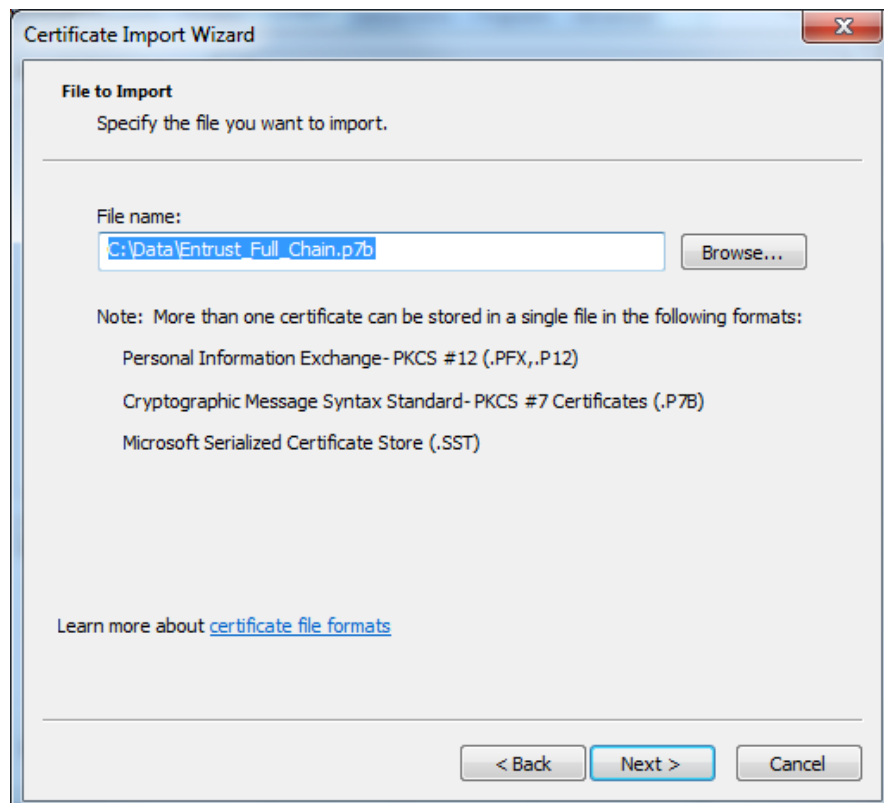 Certificate Import Wizard
X
File to Import
Specify the file you want to import.
File name:
C:\Data\Entrust_Full_Chain.p7b
Browse...
Note: More than one certificate can be stored in a single file in the following formats:
Personal Information Exchange- PKCS #12 (.PFX,.P12)
Cryptographic Message Syntax Standard- PKCS #7 Certificates (.P7B)
Microsoft Serialized Certificate Store (.SST)
Learn more about certificate file formats
< Back Next > Cancel